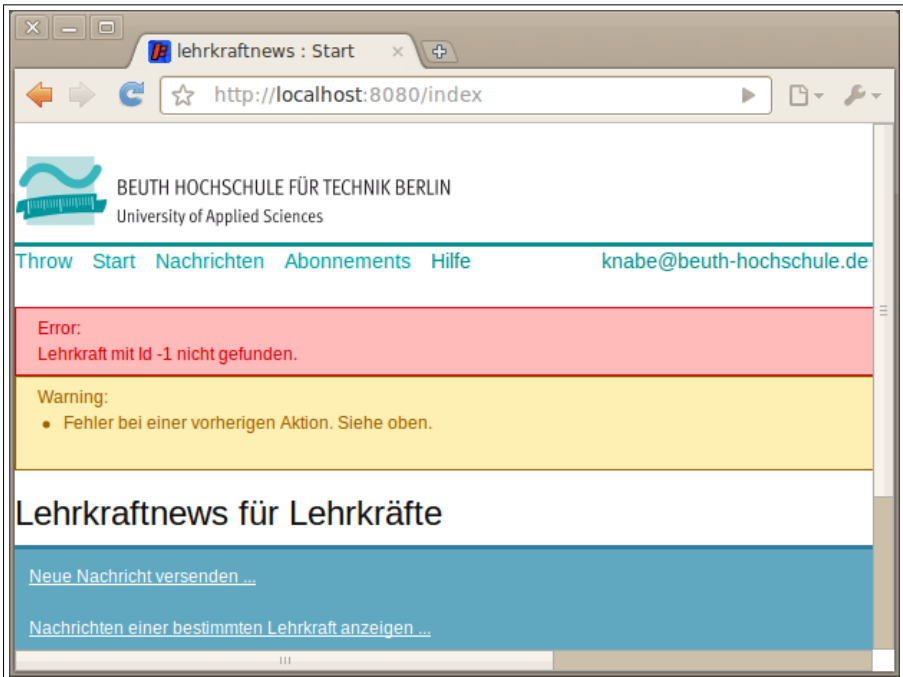 lehrkraftnews : Start
http://localhost:8080/index
BEUTH HOCHSCHULE FÜR TECHNIK BERLIN
University of Applied Sciences
Throw Start Nachrichten Abonnements Hilfe knabe@beuth-hochschule.de
Error:
Lehrkraft mit Id -1 nicht gefunden.
Warning:
• Fehler bei einer vorherigen Aktion. Siehe oben.
Lehrkraftnews für Lehrkräfte
Neue Nachricht versenden ...
Nachrichten einer bestimmten Lehrkraft anzeigen ...